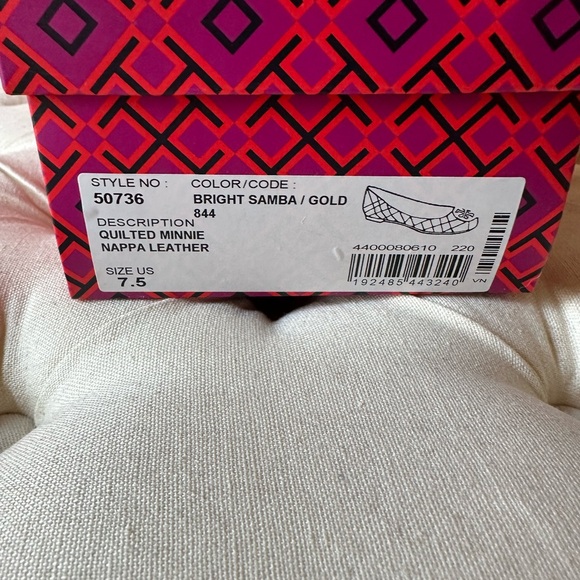 STYLE NO : COLOR/CODE :
50736 BRIGHT SAMBA / GOLD
844
DESCRIPTION
QUILTED MINNIE
NAPPA LEATHER
4400080610 220
SIZE US
7.5
192485 443240
VN